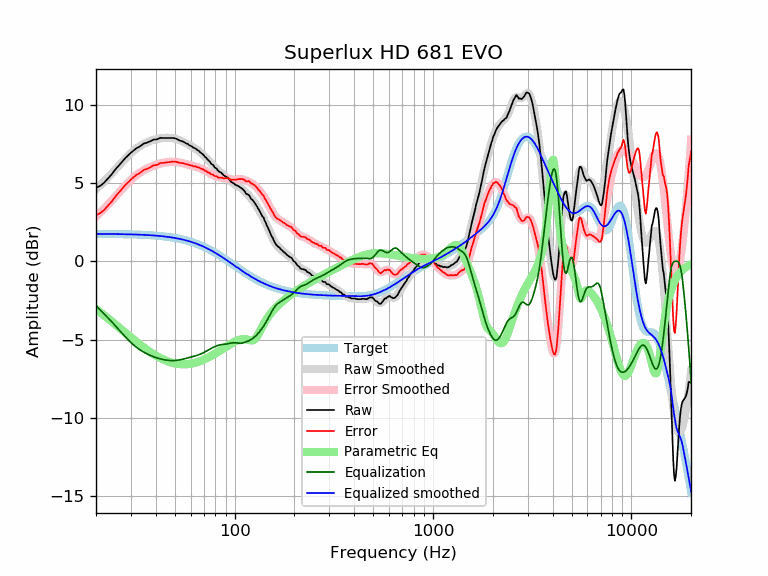 Superlux HD 681 EVO
Amplitude (dBr)
10
5
0
−5
−10
−15
Target
Raw Smoothed
Error Smoothed
Raw
Error
Parametric Eq
Equalization
Equalized smoothed
100
1000
10000
Frequency (Hz)